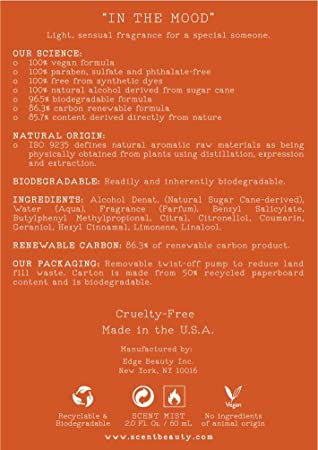 "IN THE MOOD"
Light, sensual fragrance for a special someone.
OUR SCIENCE:
o 100% vegan formula
o 100% paraben, sulfate and phthalate-free
o 100% free from synthetic dyes
o 100% natural alcohol derived from sugar cane
o 96.5% biodegradable formula
o 86.3% carbon renewable formula
o 85.7% content derived directly from nature
NATURAL ORIGIN:
o ISO 9235 defines natural aromatic raw materials as being
physically obtained from plants using distillation, expression
and extraction.
BIODEGRADABLE: Readily and inherently biodegradable.
INGREDIENTS: Alcohol Denat. (Natural Sugar Cane-derived),
Water (Aqua), Fragrance (Parfum), Benzyl Salicylate,
Butylphenyl Methylpropional, Citral, Citronellol, Coumarin,
Geraniol, Hexyl Cinnamal, Limonene, Linalool.
RENEWABLE CARBON: 86.3% of renewable carbon product.
OUR PACKAGING: Removable twist-off pump to reduce land
fill waste. Carton is made from 50% recycled paperboard
content and is biodegradable.
Cruelty-Free
Made in the U.S.A.
Manufactured by:
Edge Beauty Inc.
New York, NY 10016
Recyclable &
Biodegradable
SCENT MIST
2.0 Fl. Oz. / 60 mL
Vegan
No ingredients
of animal origin
www.scentbeauty.com